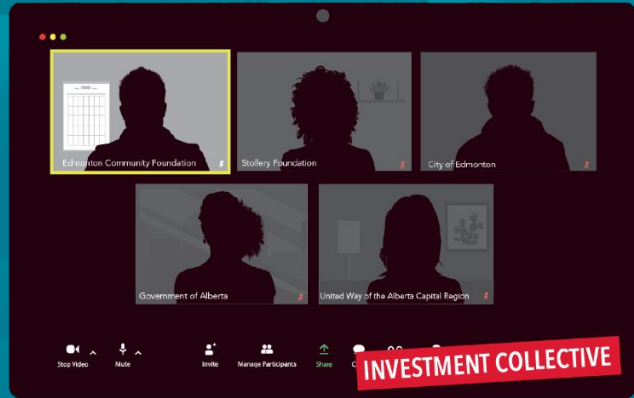 Edmonton Community Foundation
Stollery Foundation
City of Edmonton
Government of Alberta
United Way of the Alberta Capital Region
Stop Video
Mute
Invite
Manage Participants
Share
INVESTMENT COLLECTIVE